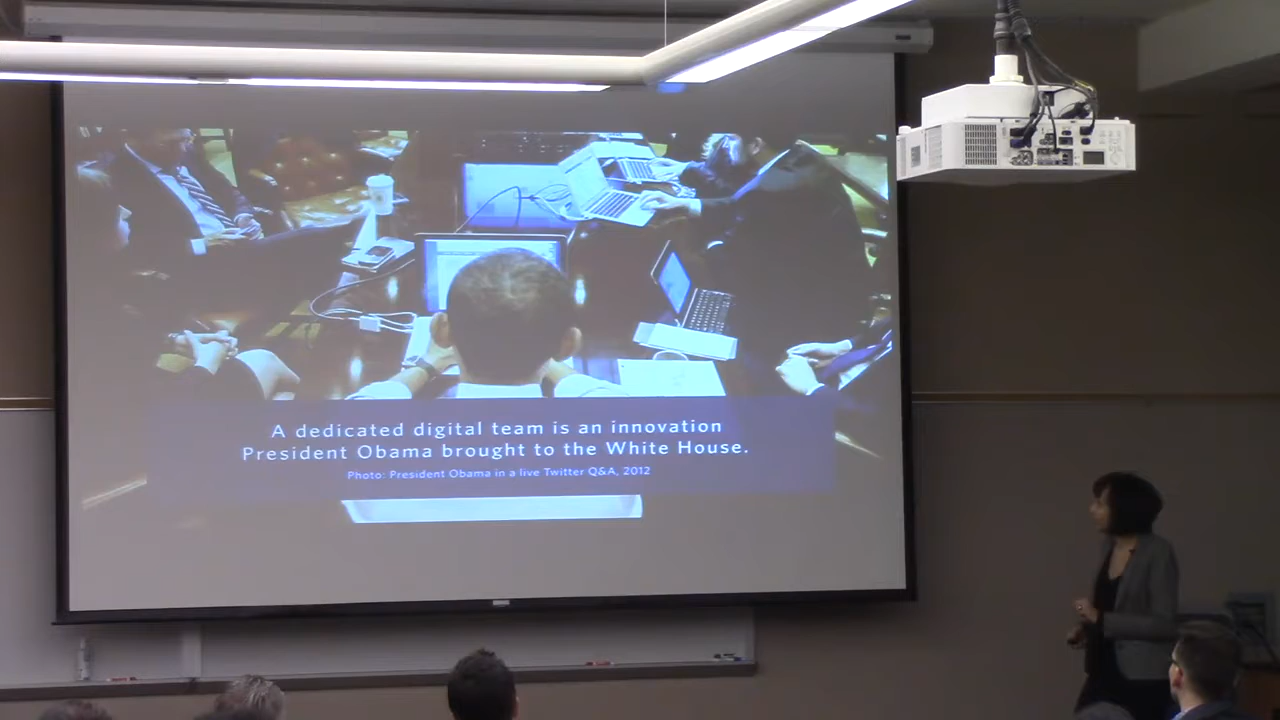 A dedicated digital team is an innovation
President Obama brought to the White House.
Photo: President Obama in a live Twitter Q&A, 2012